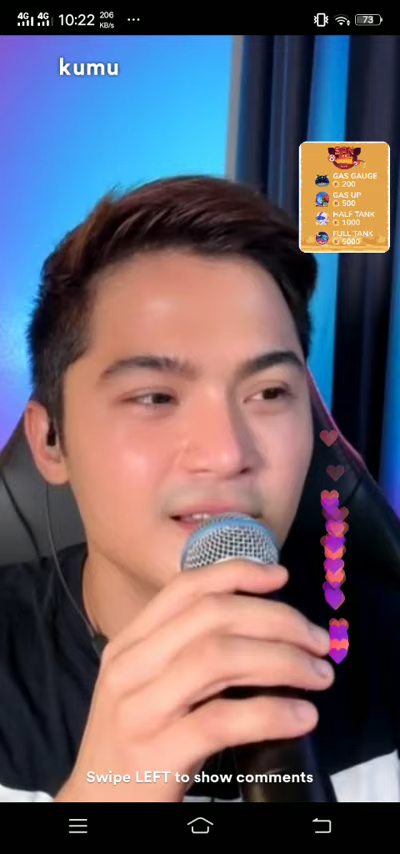 4G 4G 10:22 206 KB/s ... 73
kumu
GAS GAUGE
200
GAS UP
500
HALF TANK
1000
FULL TANK
5000
Swipe LEFT to show comments